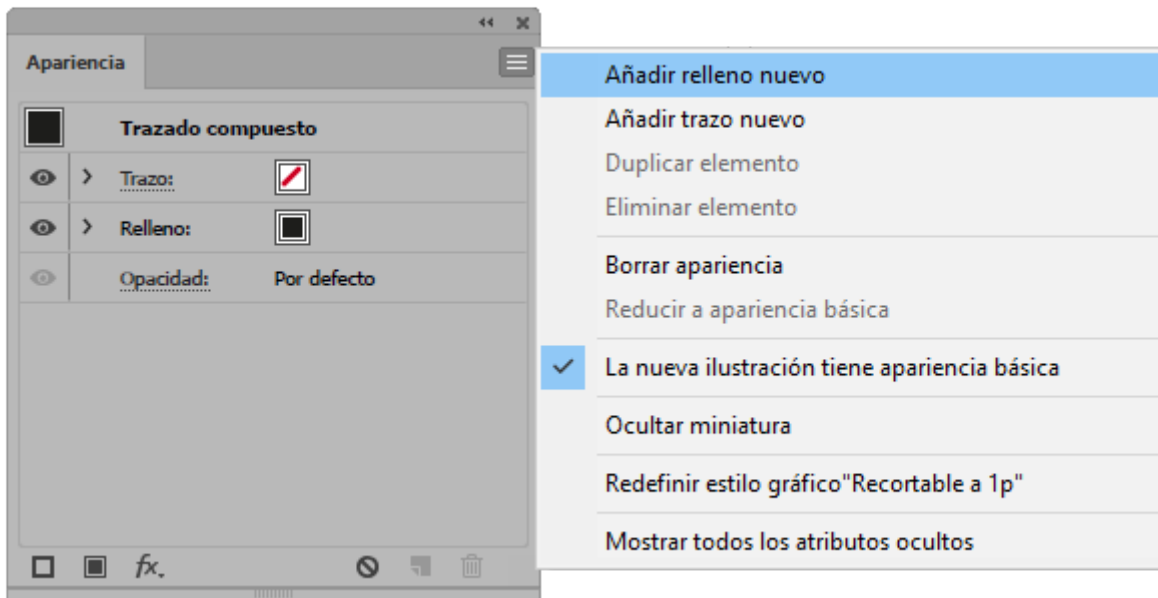 Apariencia
Trazado compuesto
Trazo:
Relleno:
Opacidad: Por defecto
fx.
Añadir relleno nuevo
Añadir trazo nuevo
Duplicar elemento
Eliminar elemento
Borrar apariencia
Reducir a apariencia básica
La nueva ilustración tiene apariencia básica
Ocultar miniatura
Redefinir estilo gráfico"Recortable a 1p"
Mostrar todos los atributos ocultos